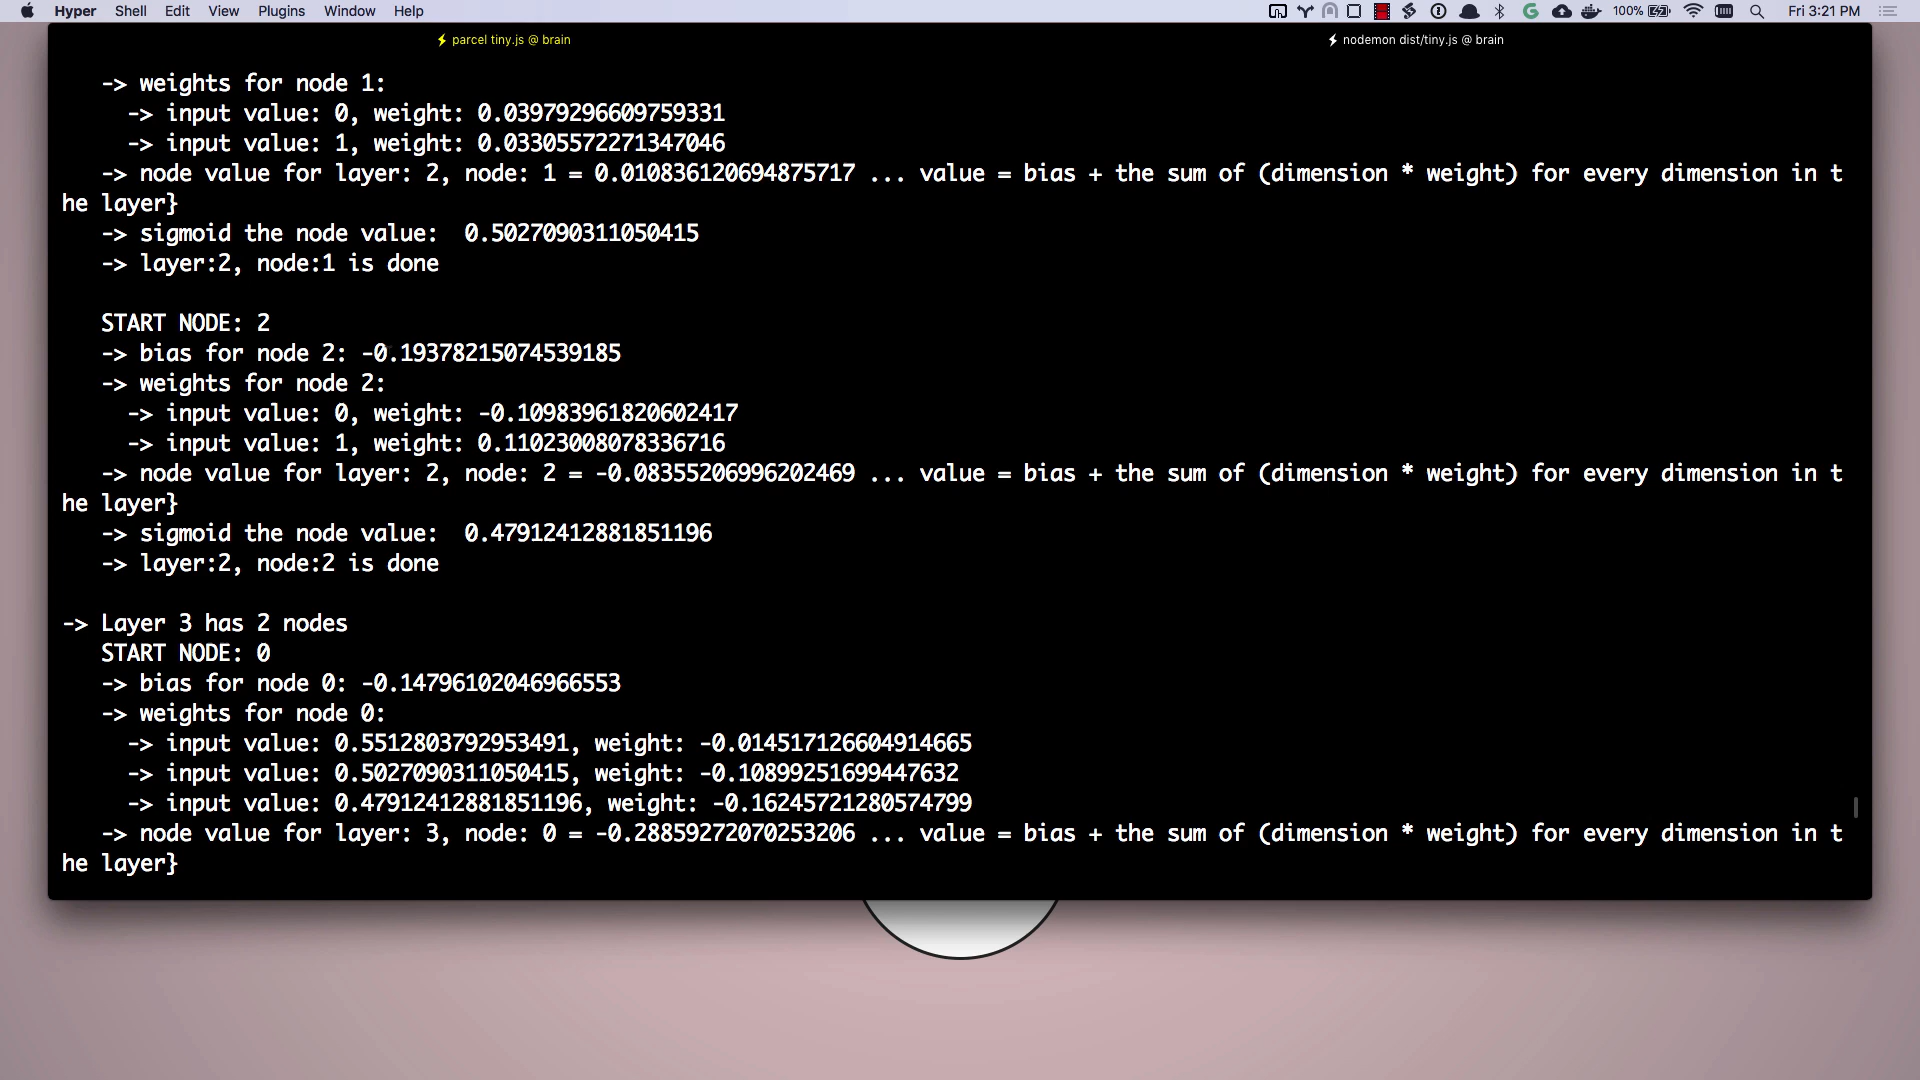 Hyper Shell Edit View Plugins Window Help 100% Fri 3:21 PM
parcel tiny.js @ brain
nodemon dist/tiny.js @ brain
-> weights for node 1:
-> input value: 0, weight: 0.03979296609759331
-> input value: 1, weight: 0.03305572271347046
-> node value for layer: 2, node: 1 = 0.010836120694875717 ... value = bias + the sum of (dimension * weight) for every dimension in t
he layer}
-> sigmoid the node value:  0.5027090311050415
-> layer:2, node:1 is done
START NODE: 2
-> bias for node 2: -0.19378215074539185
-> weights for node 2:
-> input value: 0, weight: -0.10983961820602417
-> input value: 1, weight: 0.11023008078336716
-> node value for layer: 2, node: 2 = -0.08355206996202469 ... value = bias + the sum of (dimension * weight) for every dimension in t
he layer}
-> sigmoid the node value:  0.47912412881851196
-> layer:2, node:2 is done
-> Layer 3 has 2 nodes
START NODE: 0
-> bias for node 0: -0.14796102046966553
-> weights for node 0:
-> input value: 0.5512803792953491, weight: -0.014517126604914665
-> input value: 0.5027090311050415, weight: -0.10899251699447632
-> input value: 0.47912412881851196, weight: -0.16245721280574799
-> node value for layer: 3, node: 0 = -0.28859272070253206 ... value = bias + the sum of (dimension * weight) for every dimension in t
he layer}